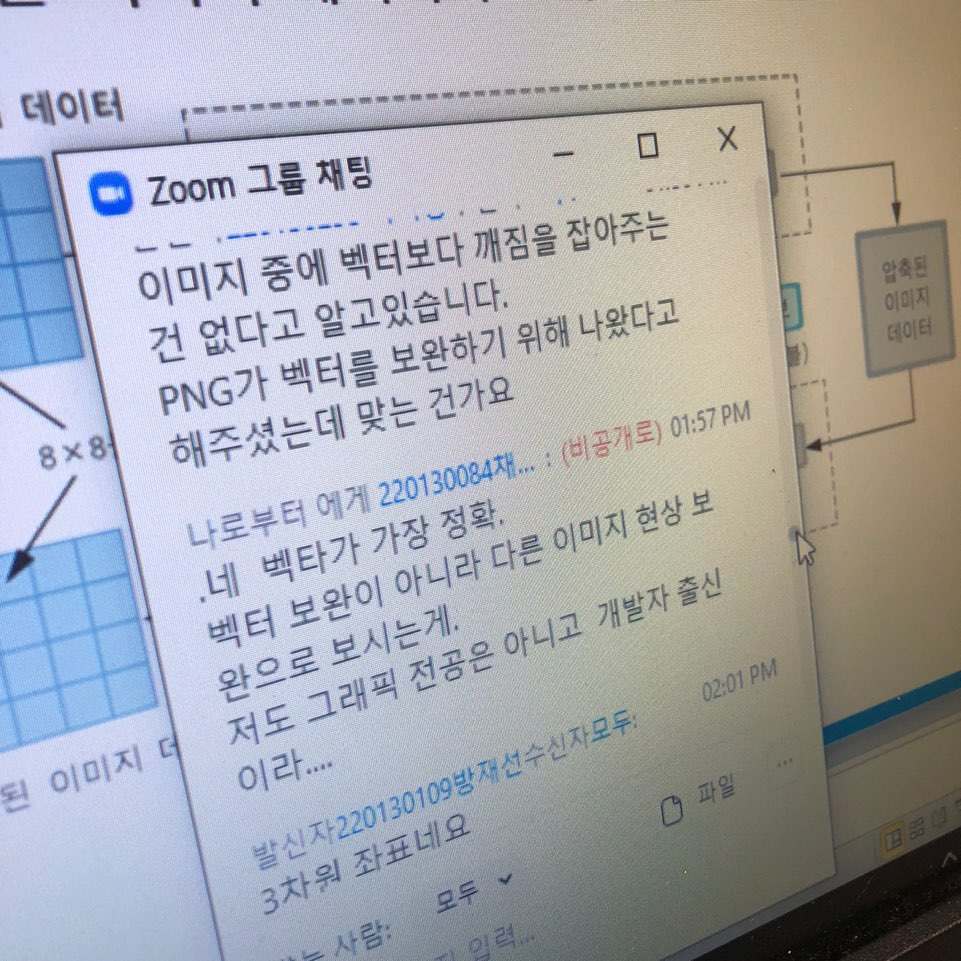 데이터
Zoom 그룹 채팅
이미지 중에 벡터보다 깨짐을 잡아주는
건 없다고 알고있습니다.
PNG가 벡터를 보완하기 위해 나왔다고
해주셨는데 맞는 건가요
나로부터 에게 220130084채... : (비공개로) 01:57 PM
.네 벡타가 가장 정확.
벡터 보완이 아니라 다른 이미지 현상 보
완으로 보시는게.
저도 그래픽 전공은 아니고 개발자 출신
이라....
02:01 PM
발신자220130109방재선수신자모두:
3차원 좌표네요
사람: 모두
입력...
파일
8×8
된 이미지
압축된
이미지
데이터